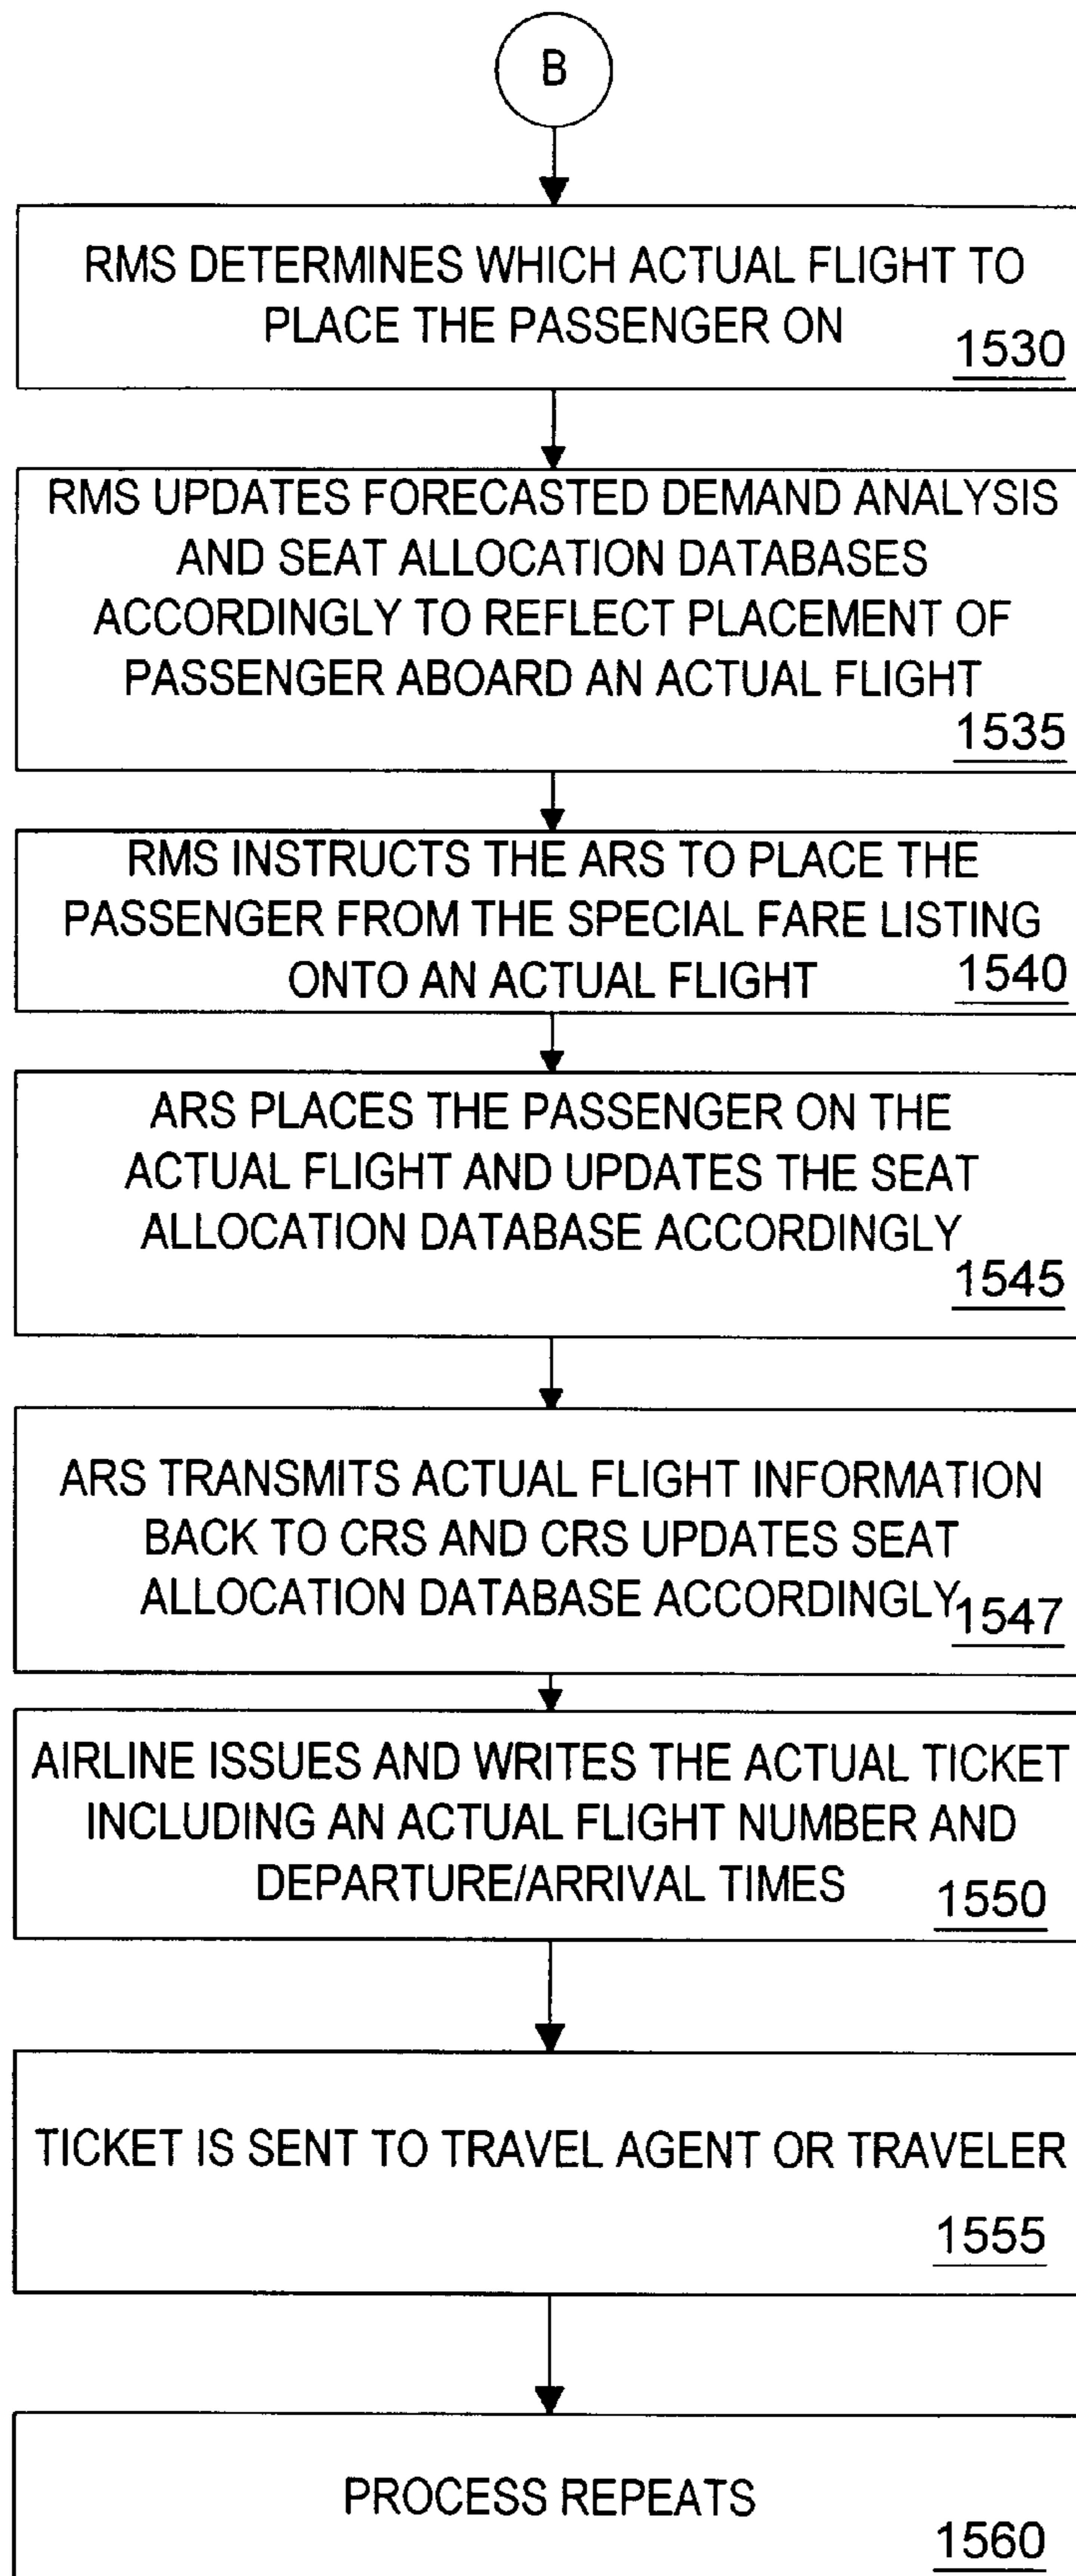 B
RMS DETERMINES WHICH ACTUAL FLIGHT TO
PLACE THE PASSENGER ON
1530
RMS UPDATES FORECASTED DEMAND ANALYSIS
AND SEAT ALLOCATION DATABASES
ACCORDINGLY TO REFLECT PLACEMENT OF
PASSENGER ABOARD AN ACTUAL FLIGHT
1535
RMS INSTRUCTS THE ARS TO PLACE THE
PASSENGER FROM THE SPECIAL FARE LISTING
ONTO AN ACTUAL FLIGHT 1540
ARS PLACES THE PASSENGER ON THE
ACTUAL FLIGHT AND UPDATES THE SEAT
ALLOCATION DATABASE ACCORDINGLY
1545
ARS TRANSMITS ACTUAL FLIGHT INFORMATION
BACK TO CRS AND CRS UPDATES SEAT
ALLOCATION DATABASE ACCORDINGLY
1547
AIRLINE ISSUES AND WRITES THE ACTUAL TICKET
INCLUDING AN ACTUAL FLIGHT NUMBER AND
DEPARTURE/ARRIVAL TIMES 1550
TICKET IS SENT TO TRAVEL AGENT OR TRAVELER
1555
PROCESS REPEATS
1560